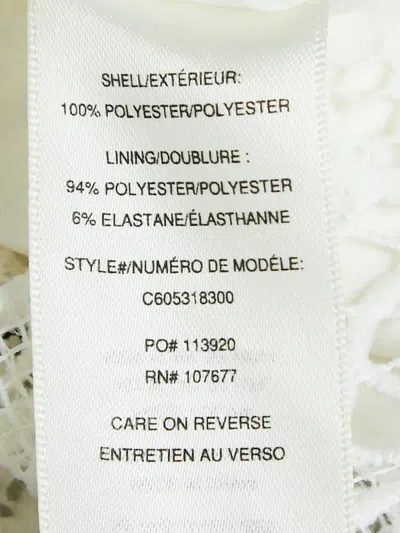 SHELL/EXTÉRIEUR:
100% POLYESTER/POLYESTER
LINING/DOUBLURE :
94% POLYESTER/POLYESTER
6% ELASTANE/ÉLASTHANNE
STYLE#/NUMÉRO DE MODÉLE:
C605318300
PO# 113920
RN# 107677
CARE ON REVERSE
ENTRETIEN AU VERSO